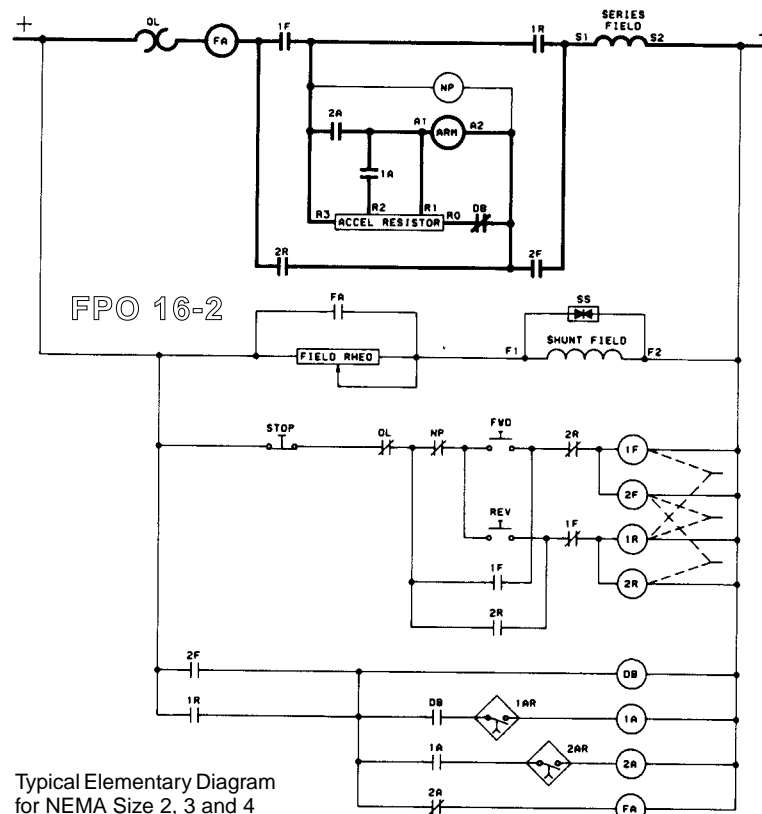 +
OL
FA
1F
1R
SERIES
FIELD
S1
S2
NP
2A
A1
ARM
A2
1A
R3
R2
R1
R0
DB
ACCEL RESISTOR
2R
2F
FPO 16-2
FA
SS
FIELD RHEO
F1
SHUNT FIELD
F2
STOP
OL
NP
FWD
2R
1F
2F
REV
1F
1R
1F
2R
2R
2F
DB
1R
DB
1AR
1A
1A
2AR
2A
Typical Elementary Diagram
2A
FA
for NEMA Size 2, 3 and 4